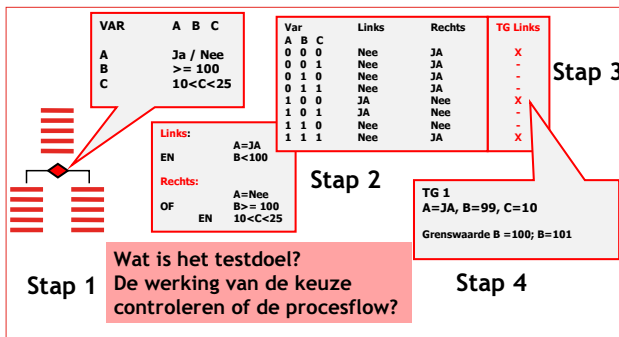 VAR A B C
A Ja / Nee
B >= 100
C 10<C<25
Var Links Rechts TG Links
A B C
0 0 0 Nee JA X
0 0 1 Nee JA -
0 1 0 Nee JA -
0 1 1 Nee JA -
1 0 0 JA Nee X
1 0 1 JA Nee -
1 1 0 Nee Nee -
1 1 1 Nee JA X
Stap 3
Links:
A=JA
EN B<100
Rechts:
A=Nee
OF B>= 100
EN 10<C<25
Stap 2
TG 1
A=JA, B=99, C=10
Grenswaarde B =100; B=101
Stap 4
Stap 1
Wat is het testdoel?
De werking van de keuze
controleren of de procesflow?